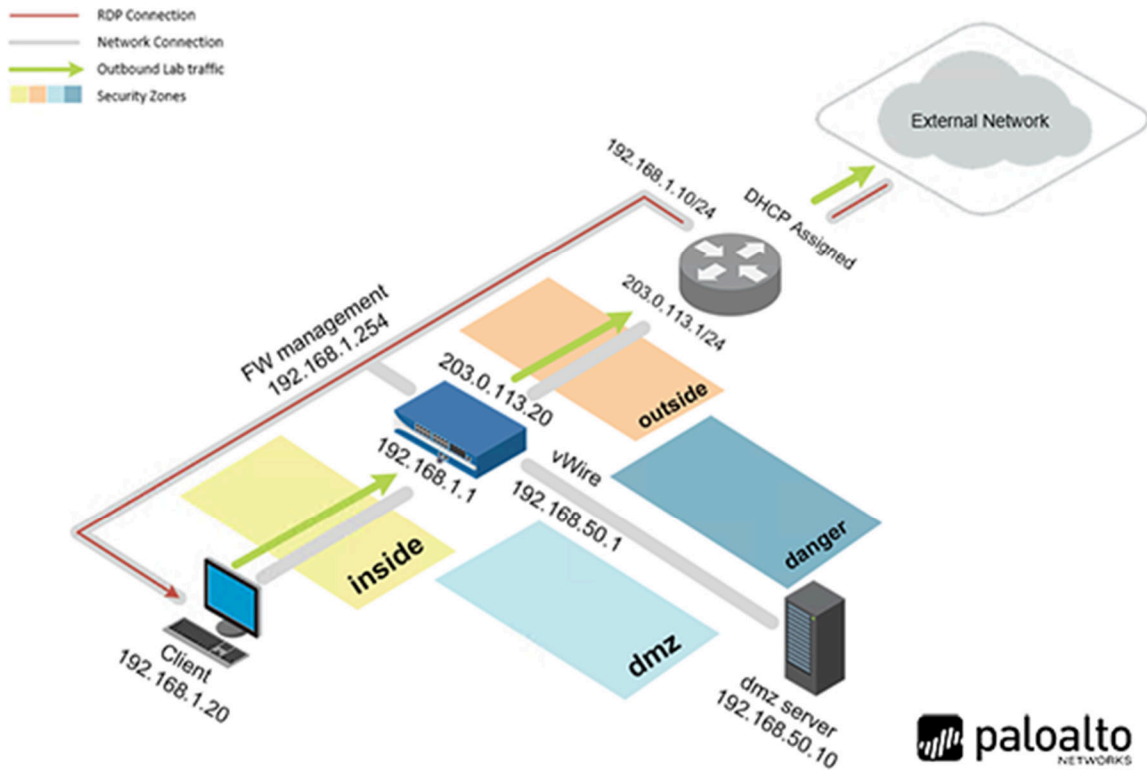 RDP Connection
Network Connection
Outbound Lab traffic
Security Zones
External Network
192.168.1.10/24
DHCP Assigned
203.0.113.1/24
FW management
192.168.1.254
203.0.113.20
outside
192.168.1.1
vWire
192.168.50.1
danger
inside
dmz
Client
192.168.1.20
dmz server
192.168.50.10
paloalto
NETWORKS